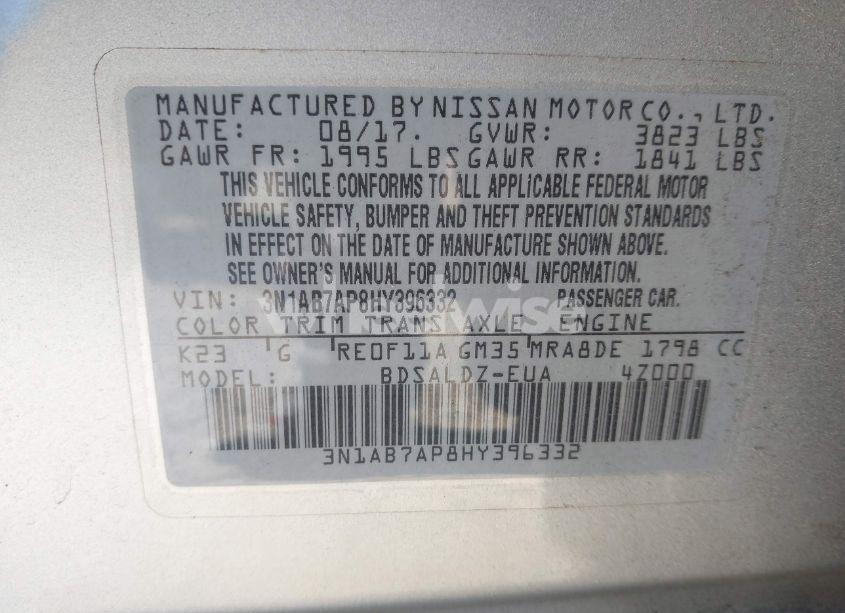 MANUFACTURED BY NISSAN MOTOR CO., LTD.
DATE: 08/17. GVWR: 3823 LBS
GAWR FR: 1995 LBS GAWR RR: 1841 LBS
THIS VEHICLE CONFORMS TO ALL APPLICABLE FEDERAL MOTOR
VEHICLE SAFETY, BUMPER AND THEFT PREVENTION STANDARDS
IN EFFECT ON THE DATE OF MANUFACTURE SHOWN ABOVE.
SEE OWNER'S MANUAL FOR ADDITIONAL INFORMATION.
VIN: 3N1AB7AP8HY396332 PASSENGER CAR.
COLOR TRIM TRANS AXLE ENGINE
K23 G RE0F11A GM35 MRA8DE 1798 CC
MODEL: BDSALDZ-EUA 4Z000
3N1AB7AP8HY396332